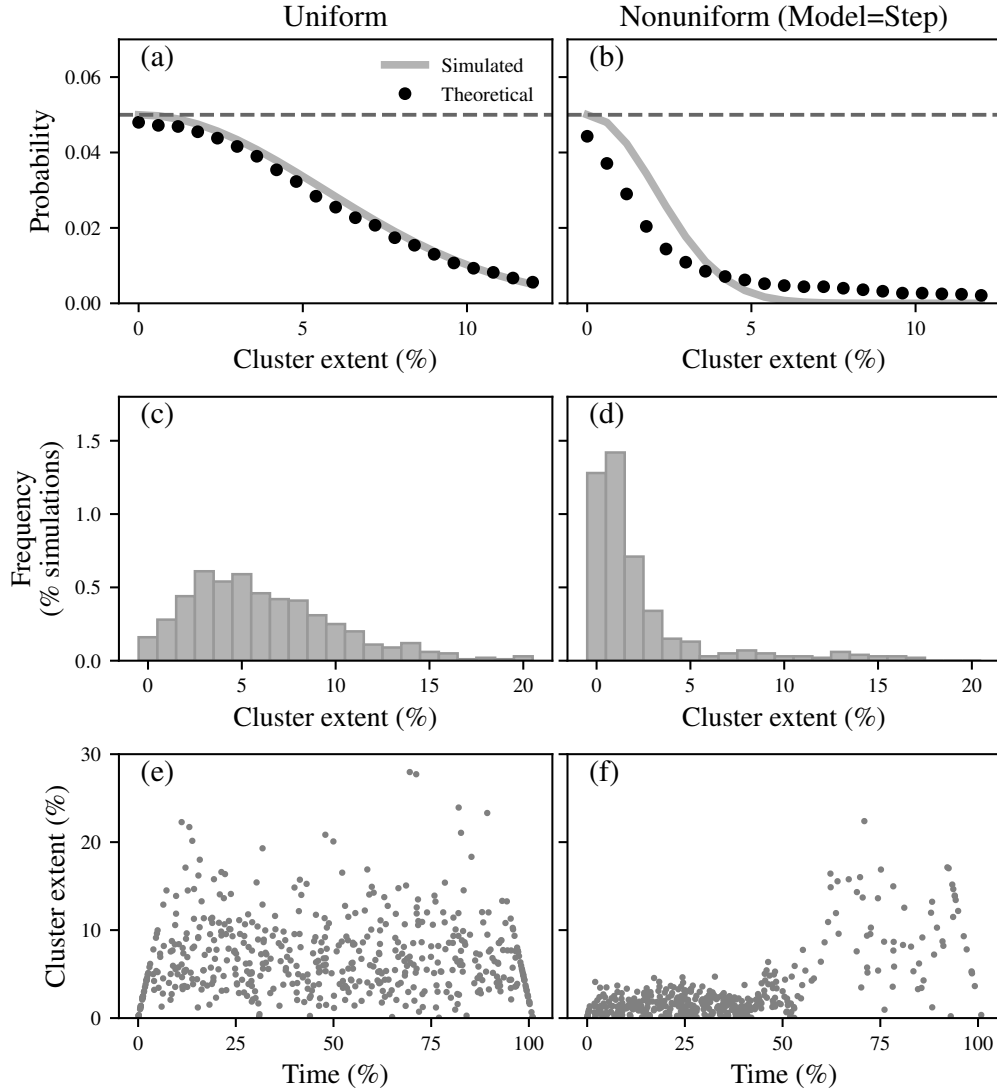 Uniform
Nonuniform (Model=Step)
(a)
Simulated
Theoretical
(b)
0.06
0.04
0.02
0.00
Probability
0
5
10
Cluster extent (%)
0
5
10
Cluster extent (%)
(c)
(d)
1.5
1.0
0.5
0.0
Frequency
(% simulations)
0
5
10
15
20
Cluster extent (%)
0
5
10
15
20
Cluster extent (%)
(e)
(f)
30
20
10
0
Cluster extent (%)
0
25
50
75
100
Time (%)
0
25
50
75
100
Time (%)